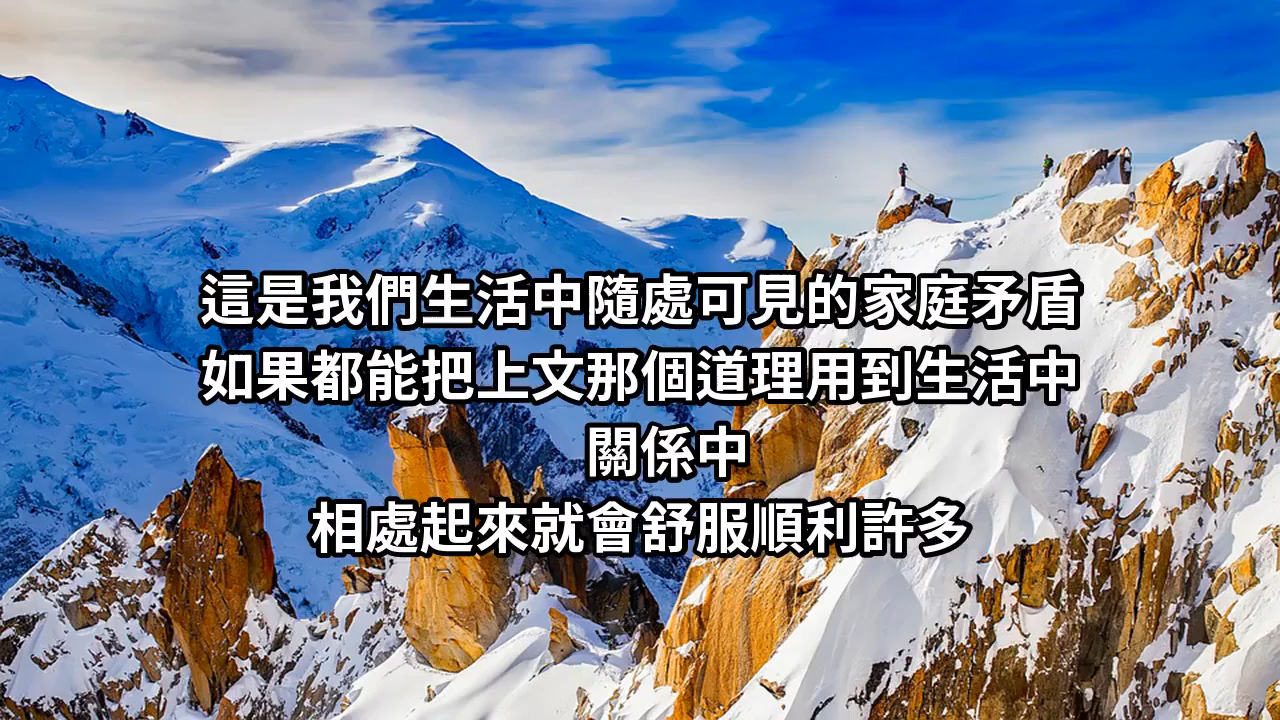 這是我們生活中隨處可見的家庭矛盾
如果都能把上文那個道理用到生活中
關係中
相處起來就會舒服順利許多